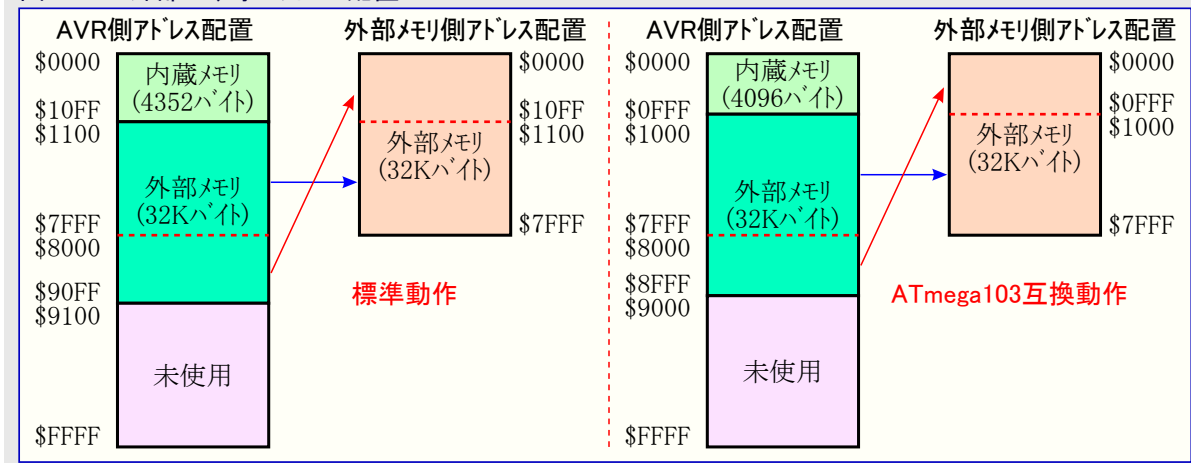 AVR側アドレス配置
外部メモリ側アドレス配置
$0000
内蔵メモリ
(4352バイト)
$10FF
$1100
外部メモリ
(32Kバイト)
$7FFF
$8000
$90FF
$9100
未使用
$FFFF
$0000
$10FF
$1100
外部メモリ
(32Kバイト)
$7FFF
標準動作
AVR側アドレス配置
外部メモリ側アドレス配置
$0000
内蔵メモリ
(4096バイト)
$0FFF
$1000
外部メモリ
(32Kバイト)
$7FFF
$8000
$8FFF
$9000
未使用
$FFFF
$0000
$0FFF
$1000
外部メモリ
(32Kバイト)
$7FFF
ATmega103互換動作